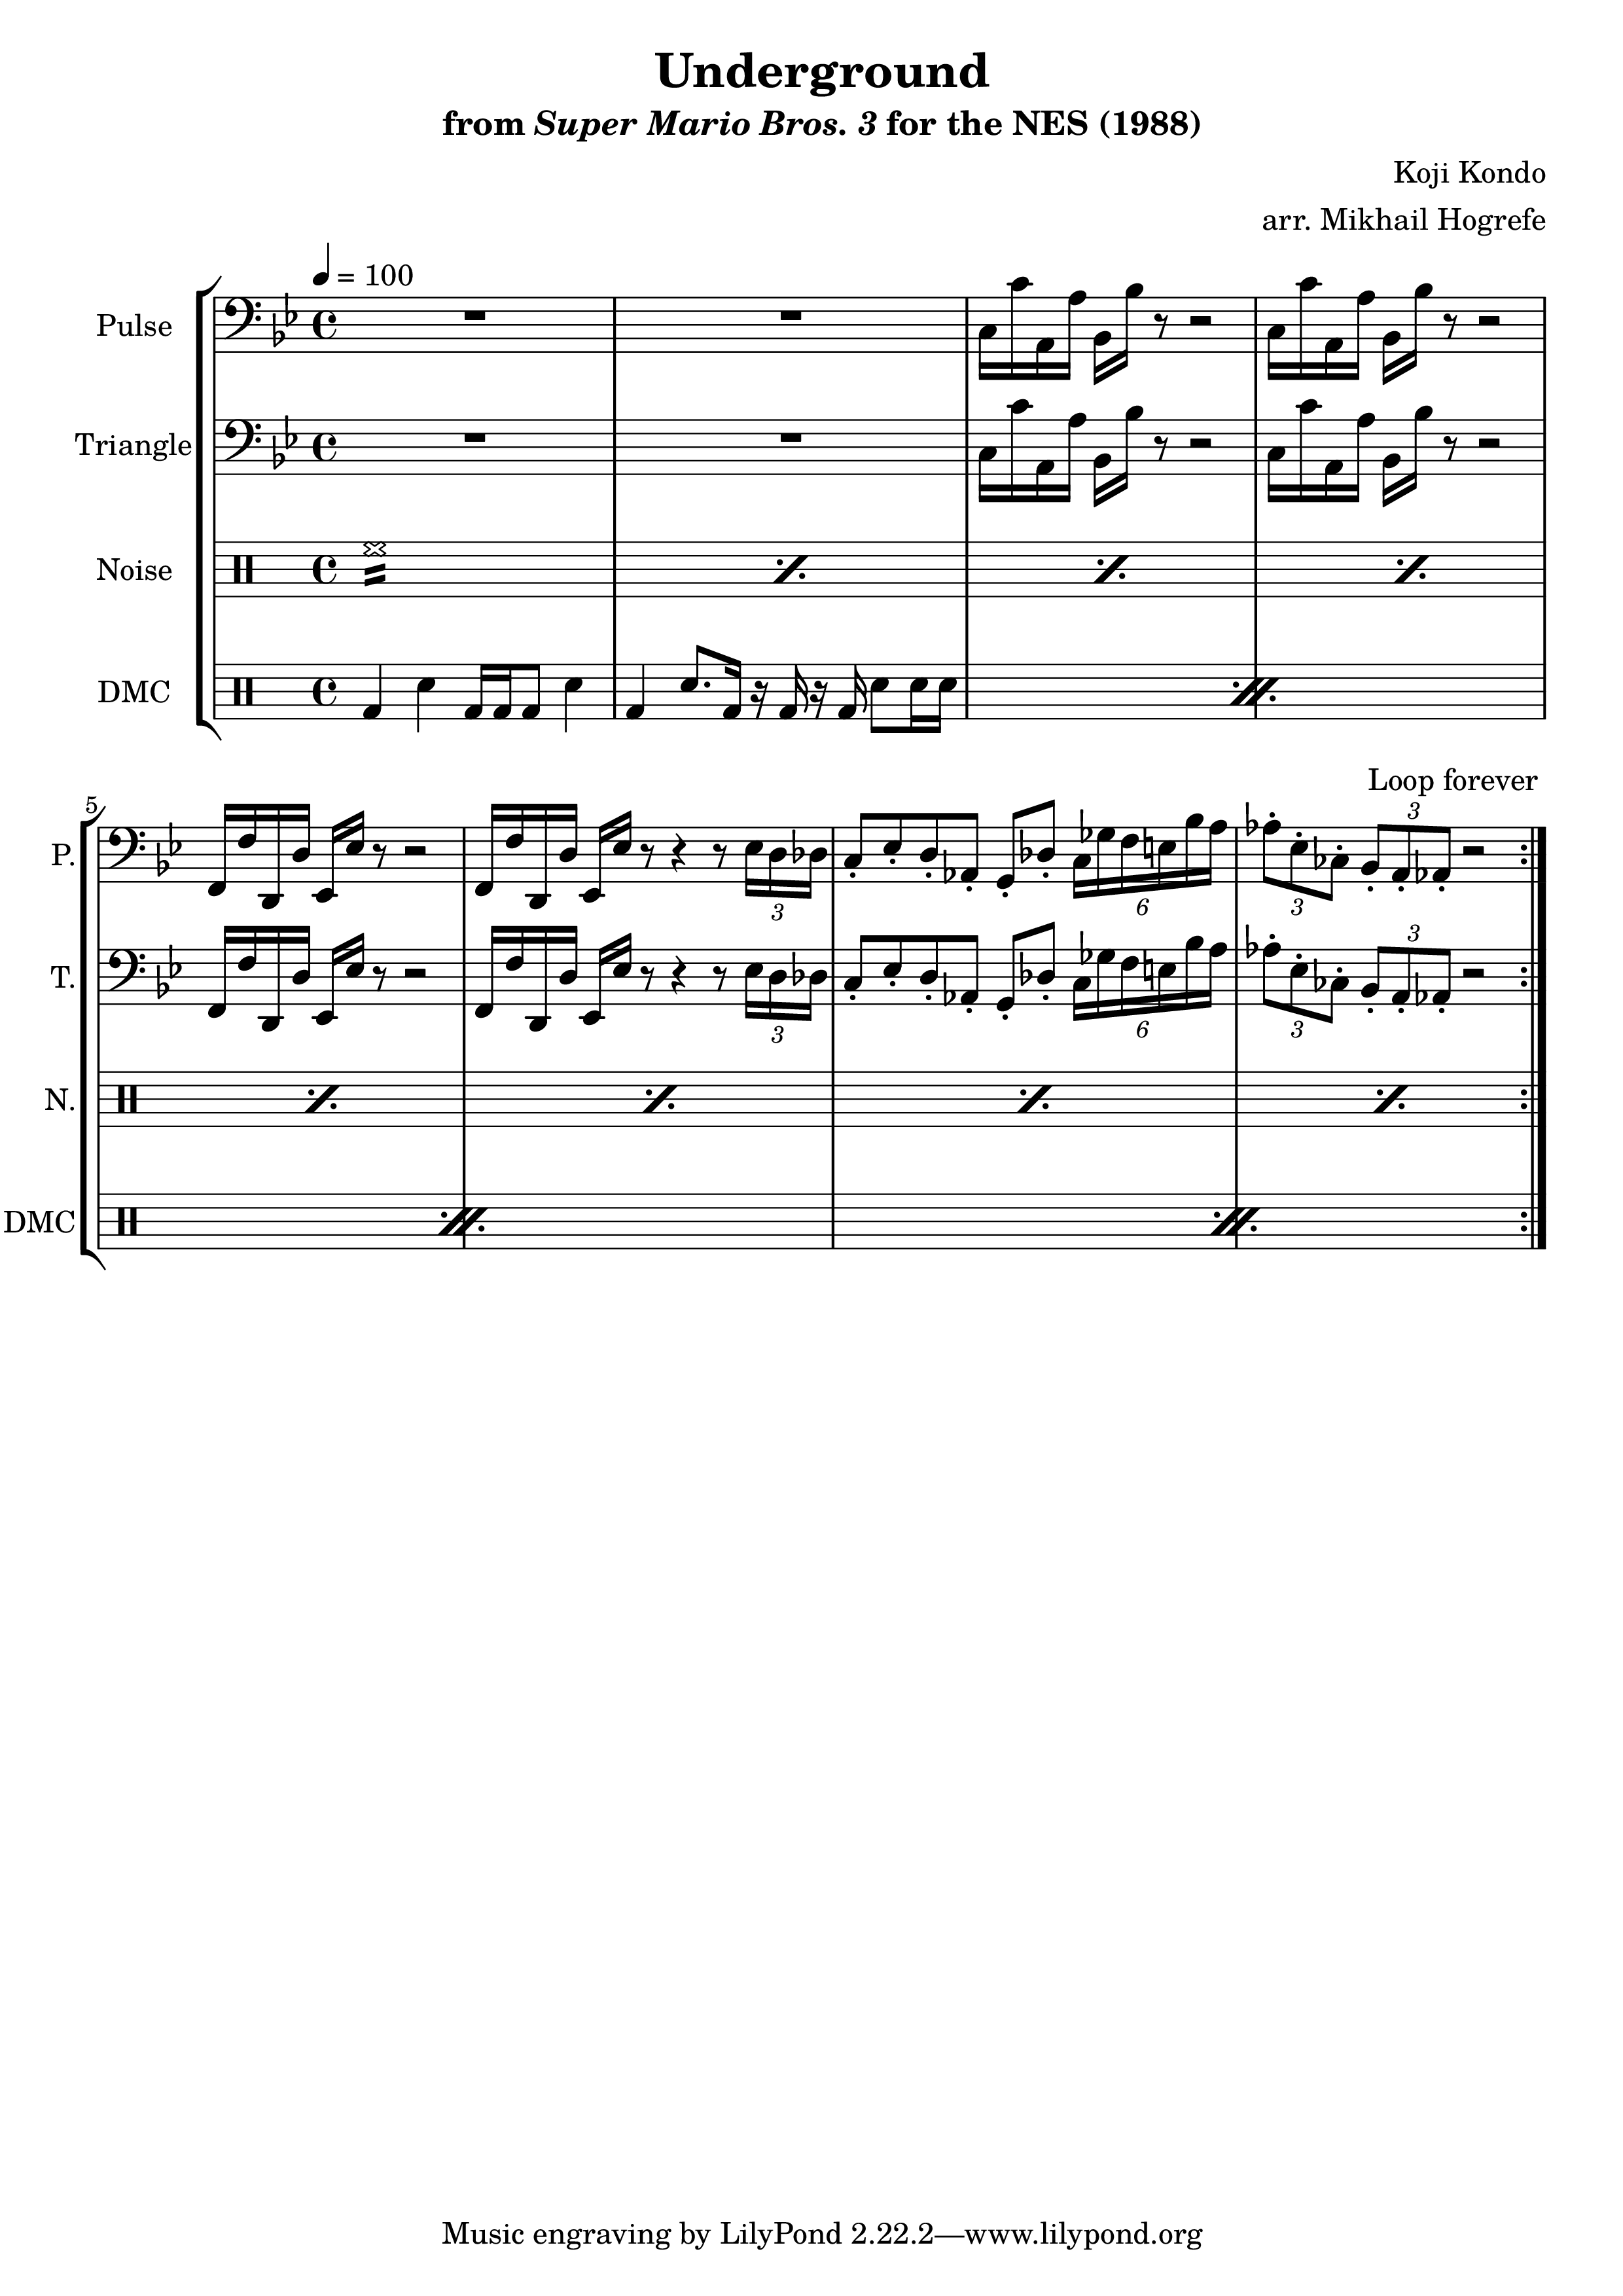 Underground
from Super Mario Bros. 3 for the NES (1988)
Koji Kondo
arr. Mikhail Hogrefe
= 100
Pulse
Triangle
Noise
DMC
Loop forever
5
P.
3
6
3
3
T.
3
6
3
3
N.
DMC
Music engraving by LilyPond 2.22.2—www.lilypond.org